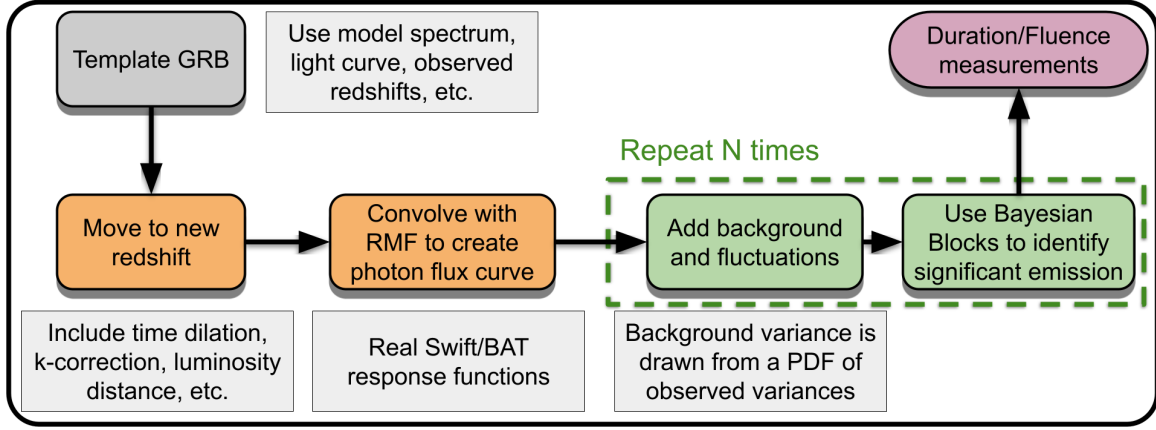 Template GRB
Use model spectrum,
light curve, observed
redshifts, etc.
Duration/Fluence
measurements
Repeat N times
Move to new
redshift
Convolve with
RMF to create
photon flux curve
Add background
and fluctuations
Use Bayesian
Blocks to identify
significant emission
Include time dilation,
k-correction, luminosity
distance, etc.
Real Swift/BAT
response functions
Background variance is
drawn from a PDF of
observed variances